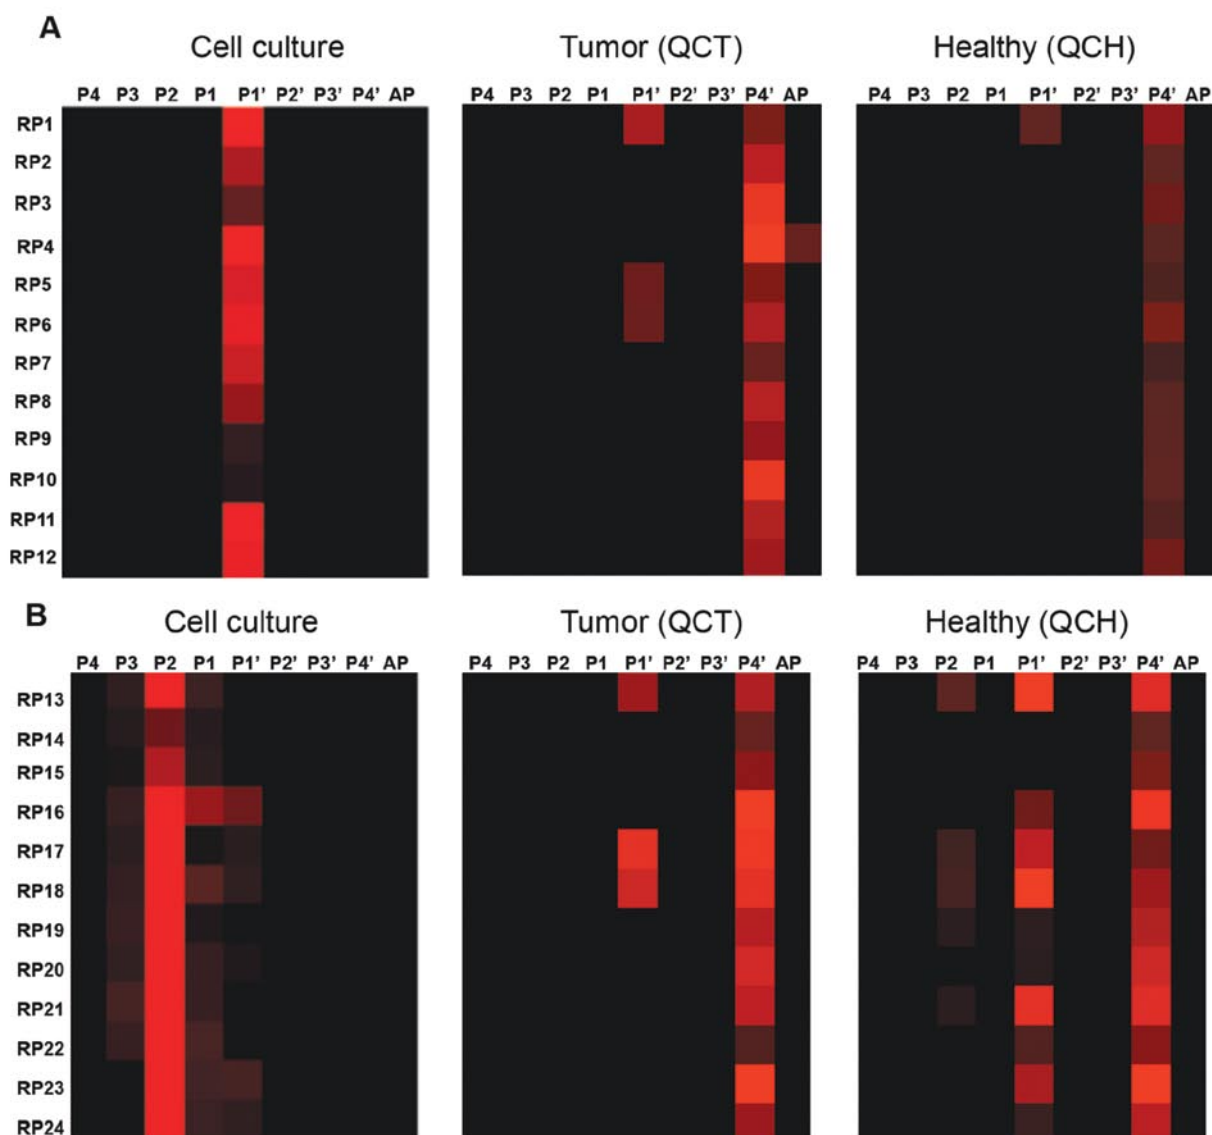 A
Cell culture Tumor (QCT) Healthy (QCH)
P4 P3 P2 P1 P1' P2' P3' P4' AP P4 P3 P2 P1 P1' P2' P3' P4' AP P4 P3 P2 P1 P1' P2' P3' P4' AP
RP1
RP2
RP3
RP4
RP5
RP6
RP7
RP8
RP9
RP10
RP11
RP12
B
Cell culture Tumor (QCT) Healthy (QCH)
P4 P3 P2 P1 P1' P2' P3' P4' AP P4 P3 P2 P1 P1' P2' P3' P4' AP P4 P3 P2 P1 P1' P2' P3' P4' AP
RP13
RP14
RP15
RP16
RP17
RP18
RP19
RP20
RP21
RP22
RP23
RP24